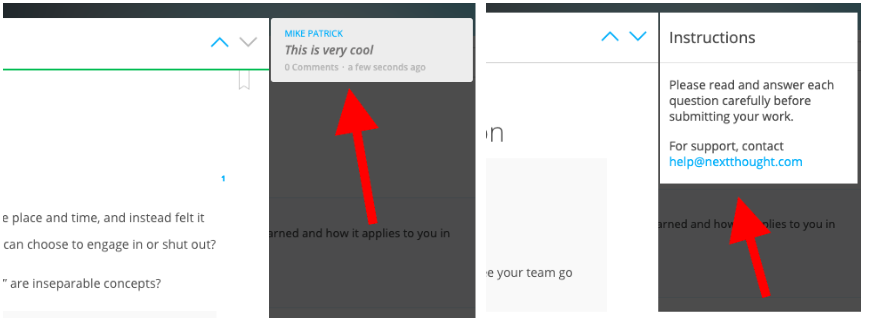 MIKE PATRICK
This is very cool
0 Comments · a few seconds ago
1
e place and time, and instead felt it
can choose to engage in or shut out?
" are inseparable concepts?
arned and how it applies to you in
Instructions
Please read and answer each
question carefully before
submitting your work.
For support, contact
help@nextthought.com
on
ee your team go
arned and how applies to you in